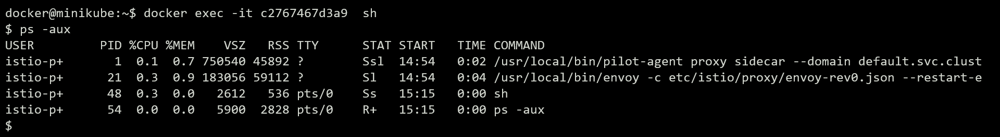 docker@minikube:~$ docker exec -it c2767467d3a9  sh
$ ps -aux
USER         PID %CPU %MEM    VSZ   RSS TTY      STAT START   TIME COMMAND
istio-p+       1  0.1  0.7 750540 45892 ?        Ssl  14:54   0:02 /usr/local/bin/pilot-agent proxy sidecar --domain default.svc.clust
istio-p+      21  0.3  0.9 183056 59112 ?        Sl   14:54   0:04 /usr/local/bin/envoy -c etc/istio/proxy/envoy-rev0.json --restart-e
istio-p+      48  0.3  0.0   2612   536 pts/0    Ss   15:15   0:00 sh
istio-p+      54  0.0  0.0   5900  2828 pts/0    R+   15:15   0:00 ps -aux
$